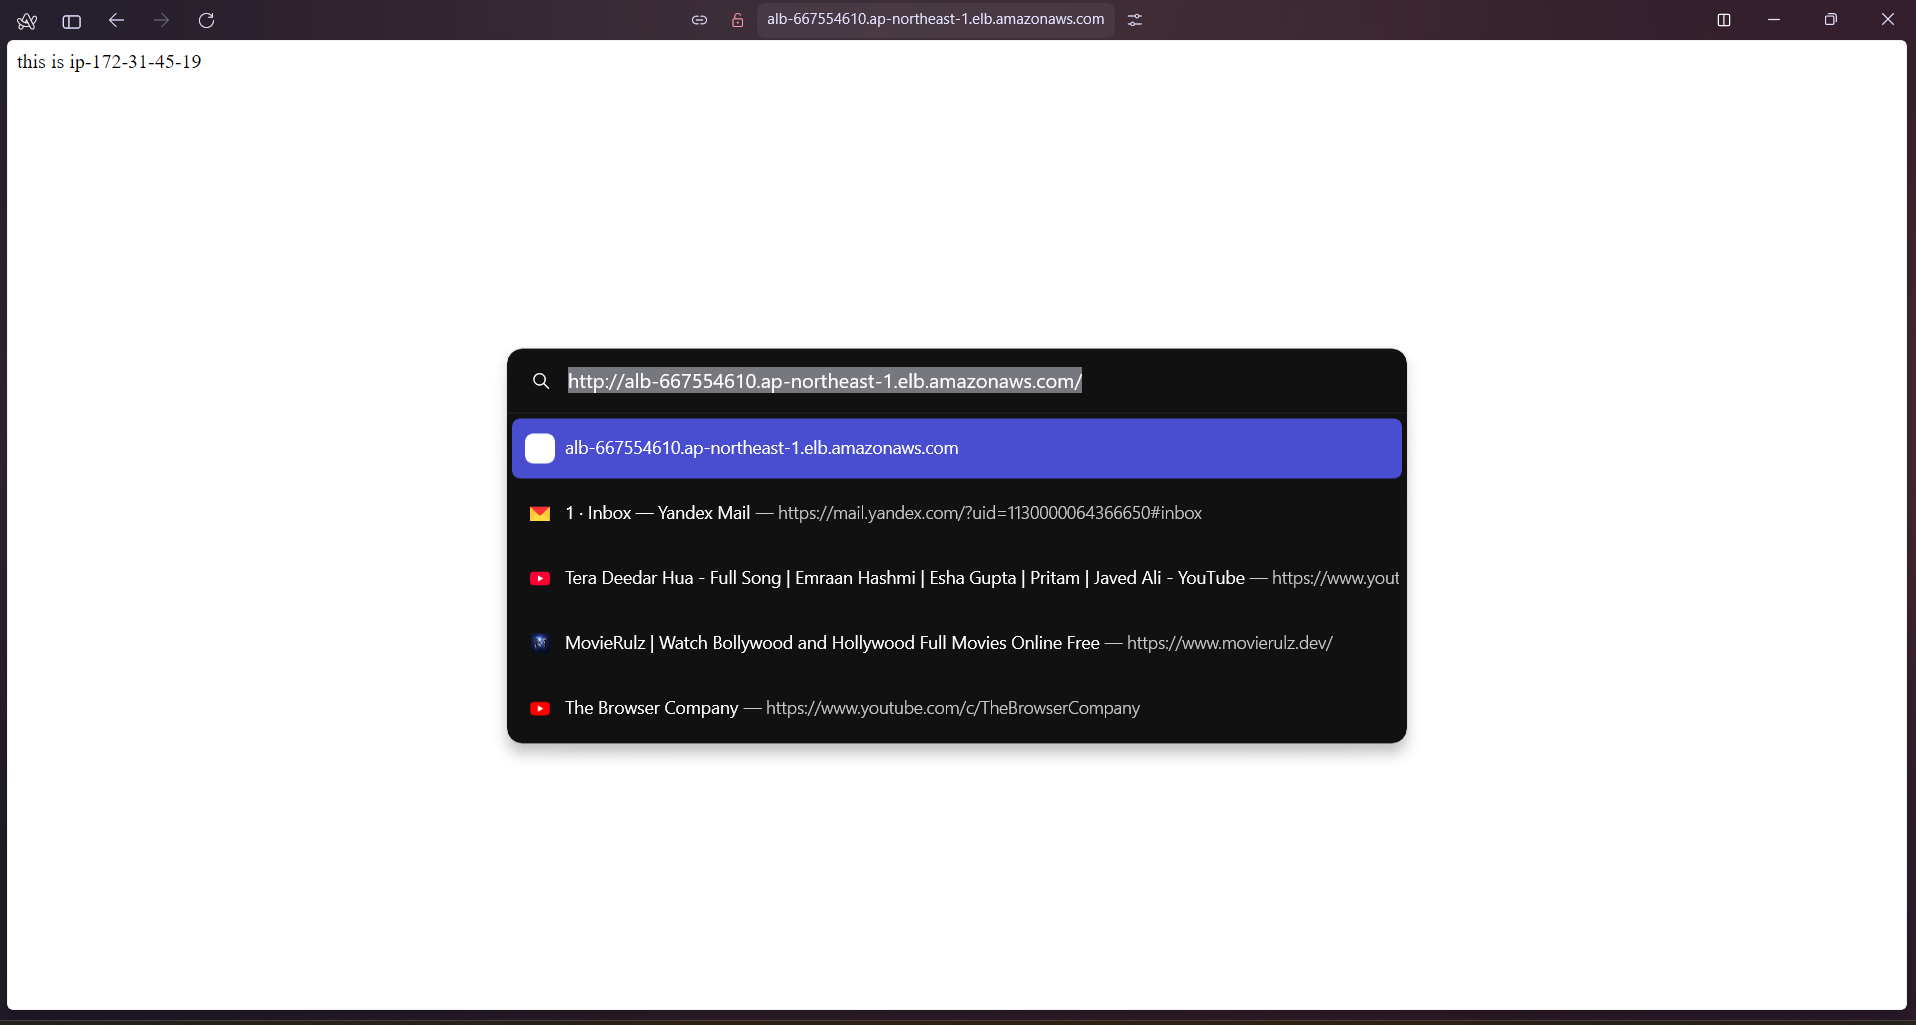 alb-667554610.ap-northeast-1.elb.amazonaws.com
this is ip-172-31-45-19
http://alb-667554610.ap-northeast-1.elb.amazonaws.com/
alb-667554610.ap-northeast-1.elb.amazonaws.com
1 · Inbox — Yandex Mail — https://mail.yandex.com/?uid=1130000064366650#inbox
Tera Deedar Hua - Full Song | Emraan Hashmi | Esha Gupta | Pritam | Javed Ali - YouTube — https://www.yout
MovieRulz | Watch Bollywood and Hollywood Full Movies Online Free — https://www.movierulz.dev/
The Browser Company — https://www.youtube.com/c/TheBrowserCompany